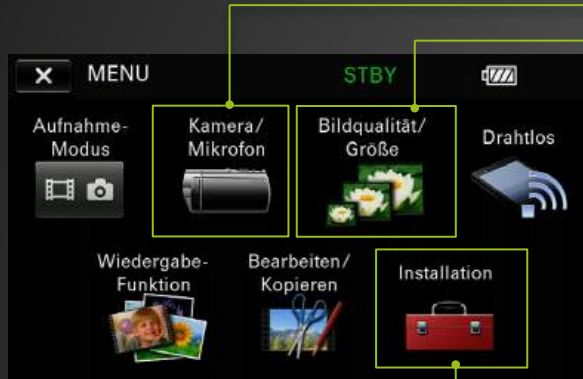 MENU
STBY
Aufnahme-
Modus
Kamera/
Mikrofon
Bildqualität/
Größe
Drahtlos
Wiedergabe-
Funktion
Bearbeiten/
Kopieren
Installation